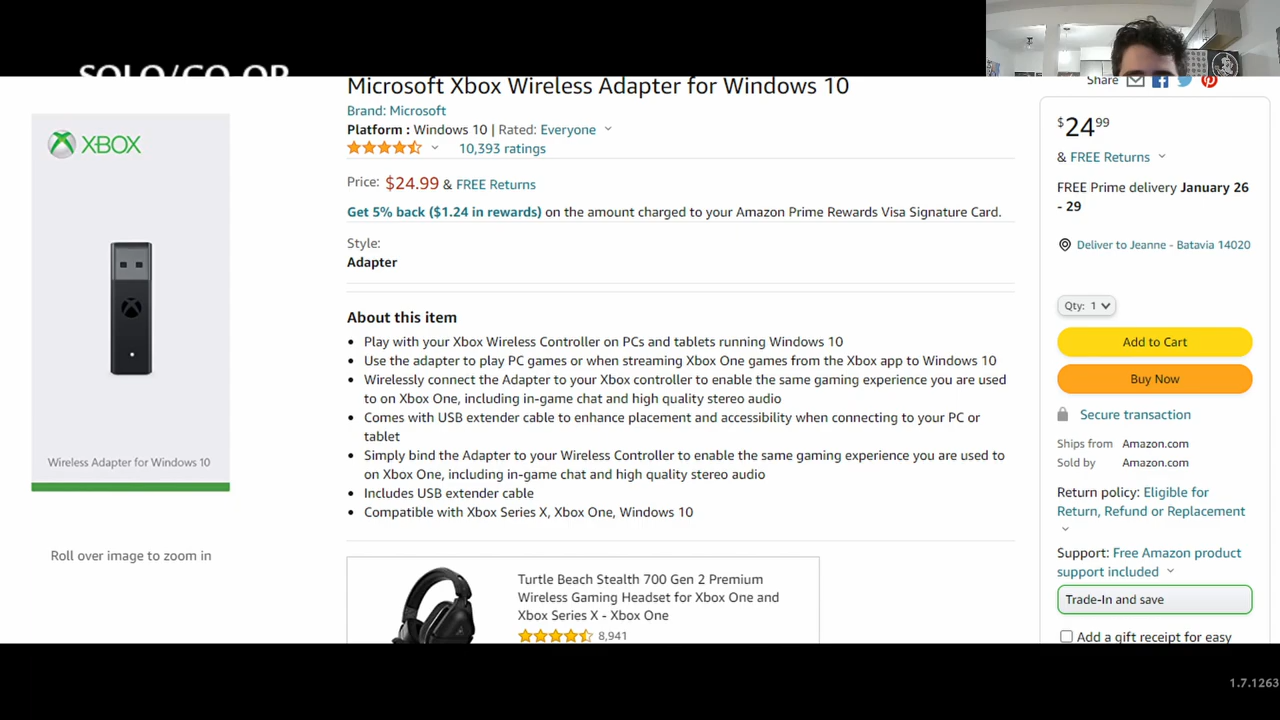 SOLO/CO-OP
Microsoft Xbox Wireless Adapter for Windows 10
Brand: Microsoft
Platform : Windows 10 | Rated: Everyone
10,393 ratings
Price: $24.99 & FREE Returns
Get 5% back ($1.24 in rewards) on the amount charged to your Amazon Prime Rewards Visa Signature Card.
Style:
Adapter
XBOX
Wireless Adapter for Windows 10
Roll over image to zoom in
About this item
Play with your Xbox Wireless Controller on PCs and tablets running Windows 10
Use the adapter to play PC games or when streaming Xbox One games from the Xbox app to Windows 10
Wirelessly connect the Adapter to your Xbox controller to enable the same gaming experience you are used
to on Xbox One, including in-game chat and high quality stereo audio
Comes with USB extender cable to enhance placement and accessibility when connecting to your PC or
tablet
Simply bind the Adapter to your Wireless Controller to enable the same gaming experience you are used to
on Xbox One, including in-game chat and high quality stereo audio
Includes USB extender cable
Compatible with Xbox Series X, Xbox One, Windows 10
Turtle Beach Stealth 700 Gen 2 Premium
Wireless Gaming Headset for Xbox One and
Xbox Series X - Xbox One
8,941
Share
$24.99
& FREE Returns
FREE Prime delivery January 26
- 29
Deliver to Jeanne - Batavia 14020
Qty: 1
Add to Cart
Buy Now
Secure transaction
Ships from Amazon.com
Sold by Amazon.com
Return policy: Eligible for
Return, Refund or Replacement
Support: Free Amazon product
support included
Trade-In and save
Add a gift receipt for easy
1.7.1263